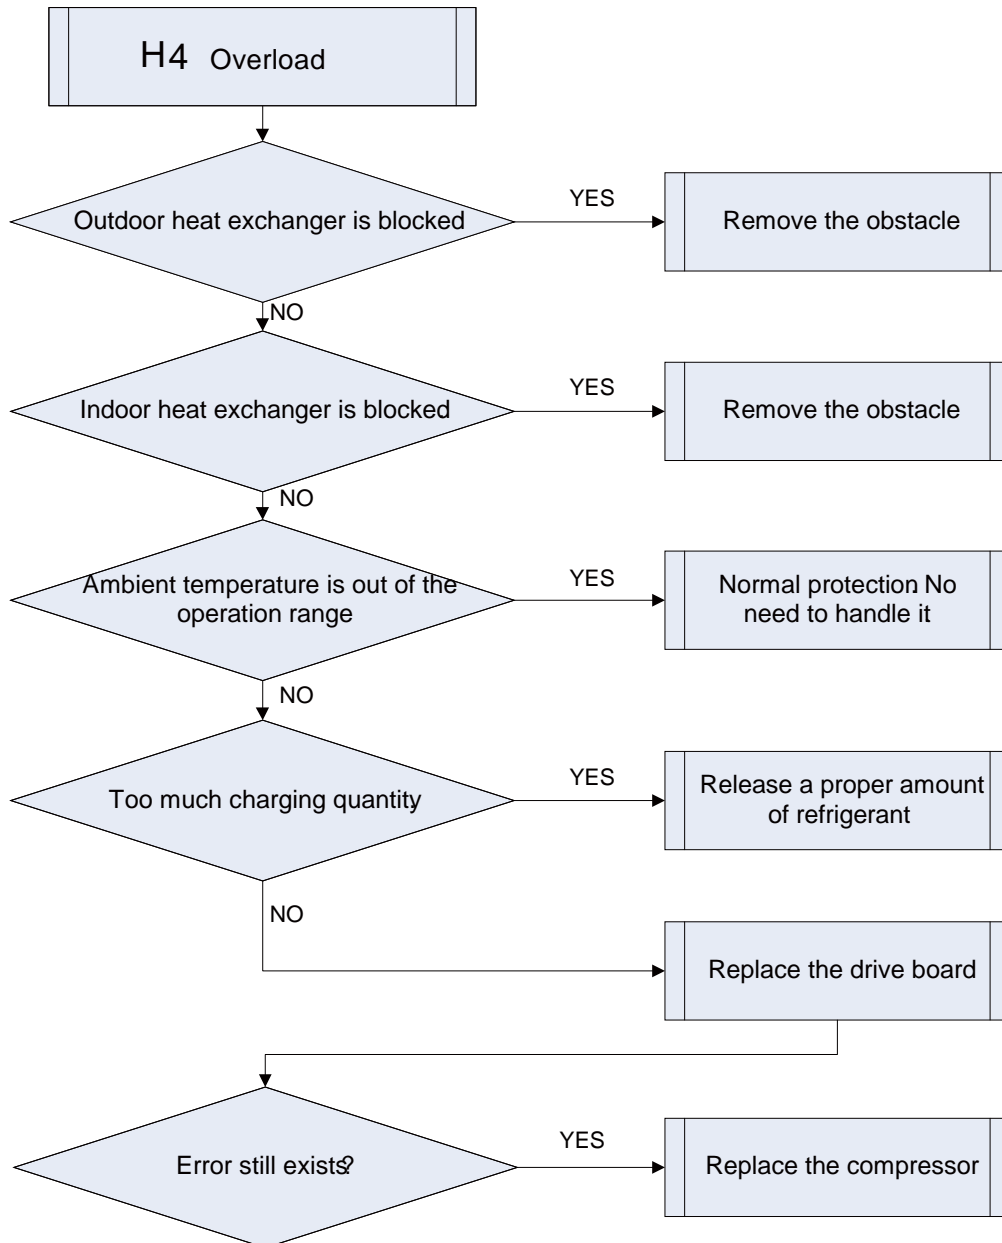 H4 Overload
Outdoor heat exchanger is blocked
YES
Remove the obstacle
NO
Indoor heat exchanger is blocked
YES
Remove the obstacle
NO
Ambient temperature is out of the
operation range
YES
Normal protection. No
need to handle it.
NO
Too much charging quantity
YES
Release a proper amount
of refrigerant
NO
Replace the drive board
Error still exists?
YES
Replace the compressor